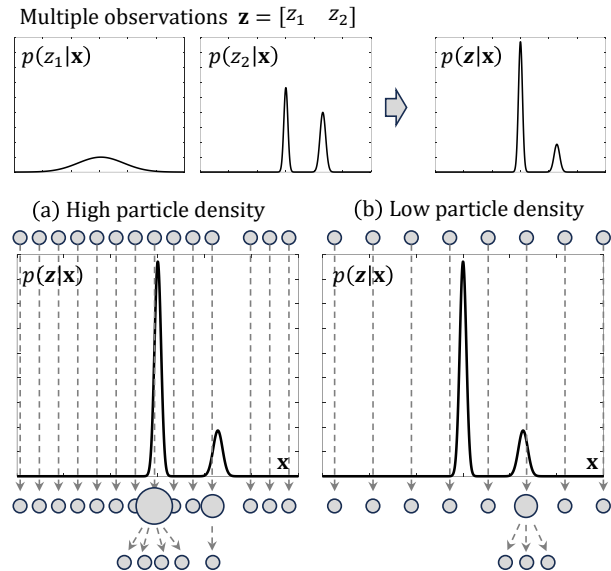 Multiple observations 𝐳 = [𝑧₁ 𝑧₂]
𝑝(𝑧₁|𝐱)
𝑝(𝑧₂|𝐱)
𝑝(𝒛|𝐱)
(a) High particle density
(b) Low particle density
𝑝(𝒛|𝐱)
𝑝(𝒛|𝐱)
𝐱
𝐱